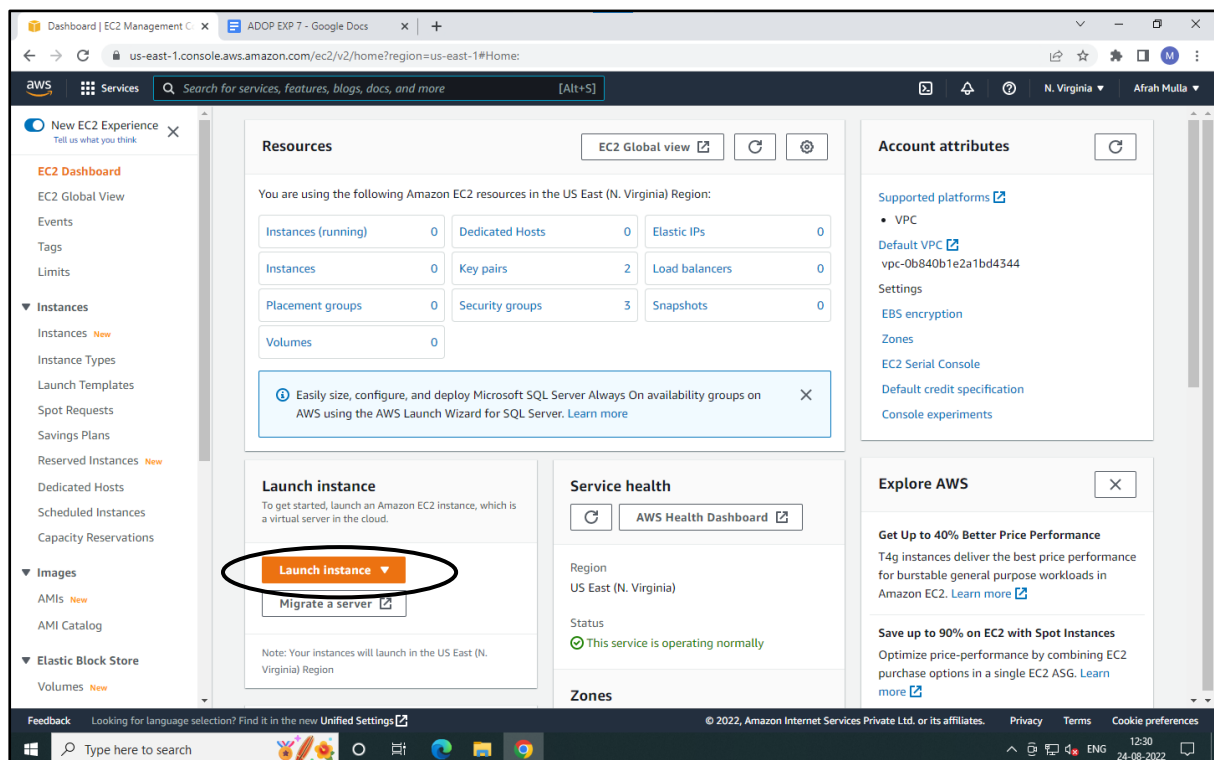 Dashboard | EC2 Management C
ADOP EXP 7 - Google Docs
us-east-1.console.aws.amazon.com/ec2/v2/home?region=us-east-1#Home:
M
aws
Services
Search for services, features, blogs, docs, and more
[Alt+S]
N. Virginia
Afrah Mulla
New EC2 Experience
Tell us what you think
EC2 Dashboard
EC2 Global View
Events
Tags
Limits
Instances
Instances New
Instance Types
Launch Templates
Spot Requests
Savings Plans
Reserved Instances New
Dedicated Hosts
Scheduled Instances
Capacity Reservations
Images
AMIs New
AMI Catalog
Elastic Block Store
Volumes New
Resources
EC2 Global view
You are using the following Amazon EC2 resources in the US East (N. Virginia) Region:
Instances (running) 0
Dedicated Hosts 0
Elastic IPs 0
Instances 0
Key pairs 2
Load balancers 0
Placement groups 0
Security groups 3
Snapshots 0
Volumes 0
Easily size, configure, and deploy Microsoft SQL Server Always On availability groups on
AWS using the AWS Launch Wizard for SQL Server. Learn more
Launch instance
To get started, launch an Amazon EC2 instance, which is
a virtual server in the cloud.
Launch instance
Migrate a server
Note: Your instances will launch in the US East (N.
Virginia) Region
Service health
AWS Health Dashboard
Region
US East (N. Virginia)
Status
This service is operating normally
Zones
Account attributes
Supported platforms
• VPC
Default VPC
vpc-0b840b1e2a1bd4344
Settings
EBS encryption
Zones
EC2 Serial Console
Default credit specification
Console experiments
Explore AWS
Get Up to 40% Better Price Performance
T4g instances deliver the best price performance
for burstable general purpose workloads in
Amazon EC2. Learn more
Save up to 90% on EC2 with Spot Instances
Optimize price-performance by combining EC2
purchase options in a single EC2 ASG. Learn
more
Feedback
Looking for language selection? Find it in the new Unified Settings
© 2022, Amazon Internet Services Private Ltd. or its affiliates.
Privacy
Terms
Cookie preferences
Type here to search
ENG
12:30
24-08-2022